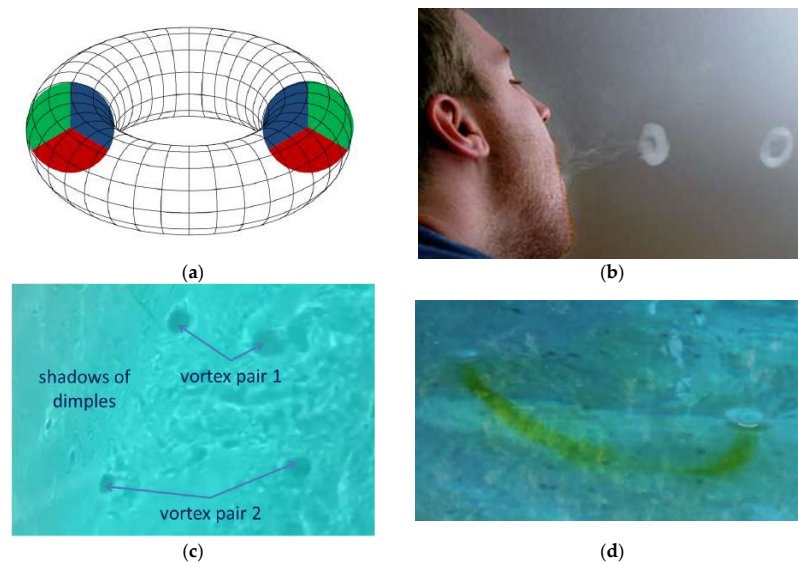 (a)
(b)
shadows of
dimples
vortex pair 1
vortex pair 2
(c)
(d)